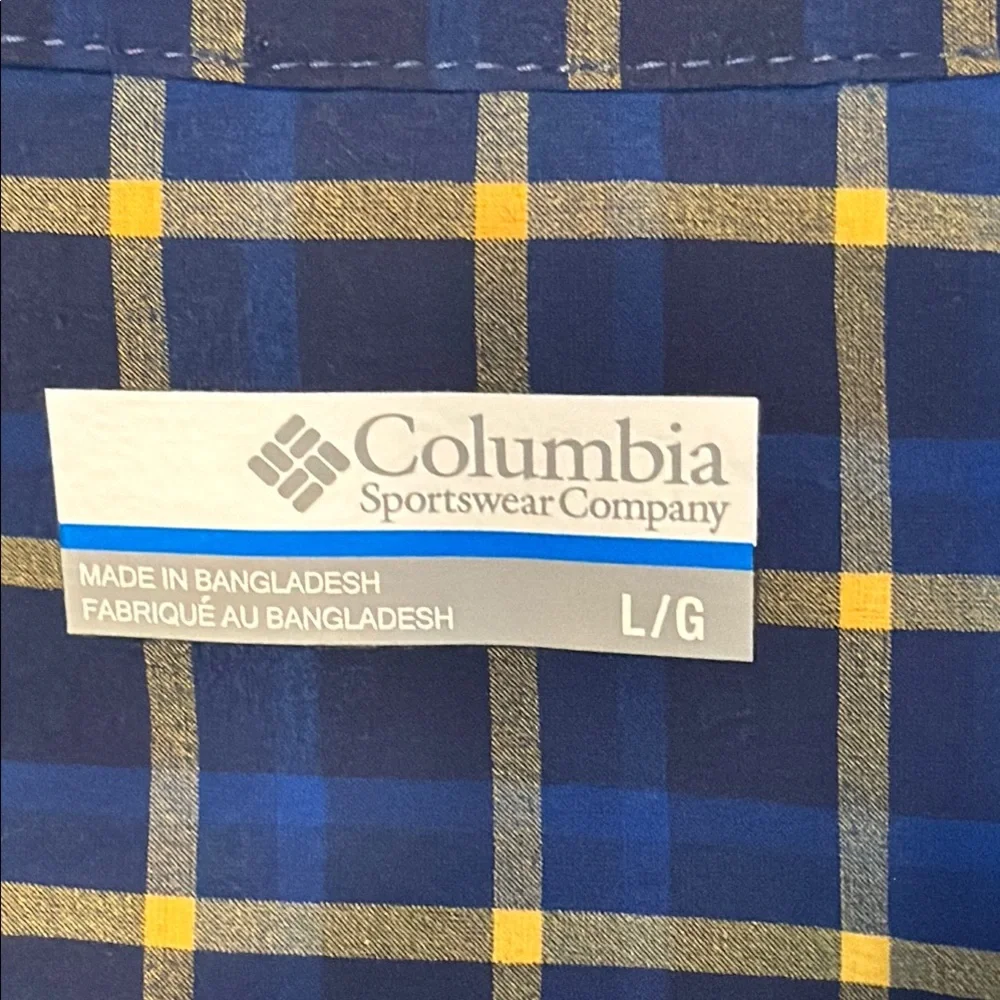 Columbia
Sportswear Company
MADE IN BANGLADESH
FABRIQUÉ AU BANGLADESH
L/G